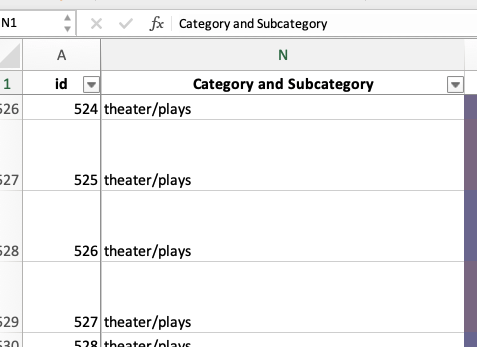 N1 fx Category and Subcategory
A N
1 id Category and Subcategory
526 524 theater/plays
527 525 theater/plays
528 526 theater/plays
529 527 theater/plays
530 528 theater/plays